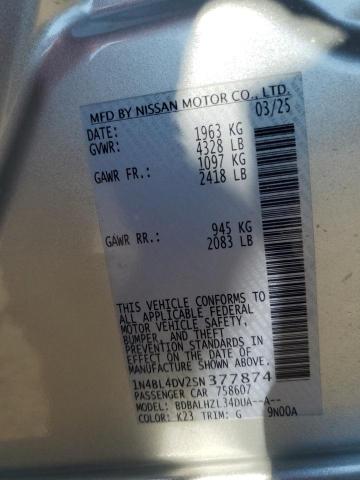 MFD BY NISSAN MOTOR CO., LTD.
DATE: 03/25
GVWR: 1963 KG
4328 LB
GAWR FR.: 1097 KG
2418 LB
GAWR RR.: 945 KG
2083 LB
THIS VEHICLE CONFORMS TO
ALL APPLICABLE FEDERAL
MOTOR VEHICLE SAFETY,
BUMPER, AND THEFT
PREVENTION STANDARDS IN
EFFECT ON THE DATE OF
MANUFACTURE SHOWN ABOVE.
1N4BL4DV2SN377874
PASSENGER CAR 758607
MODEL: BDBALHZL34DUA--A--
COLOR: K23 TRIM: G 9N00A